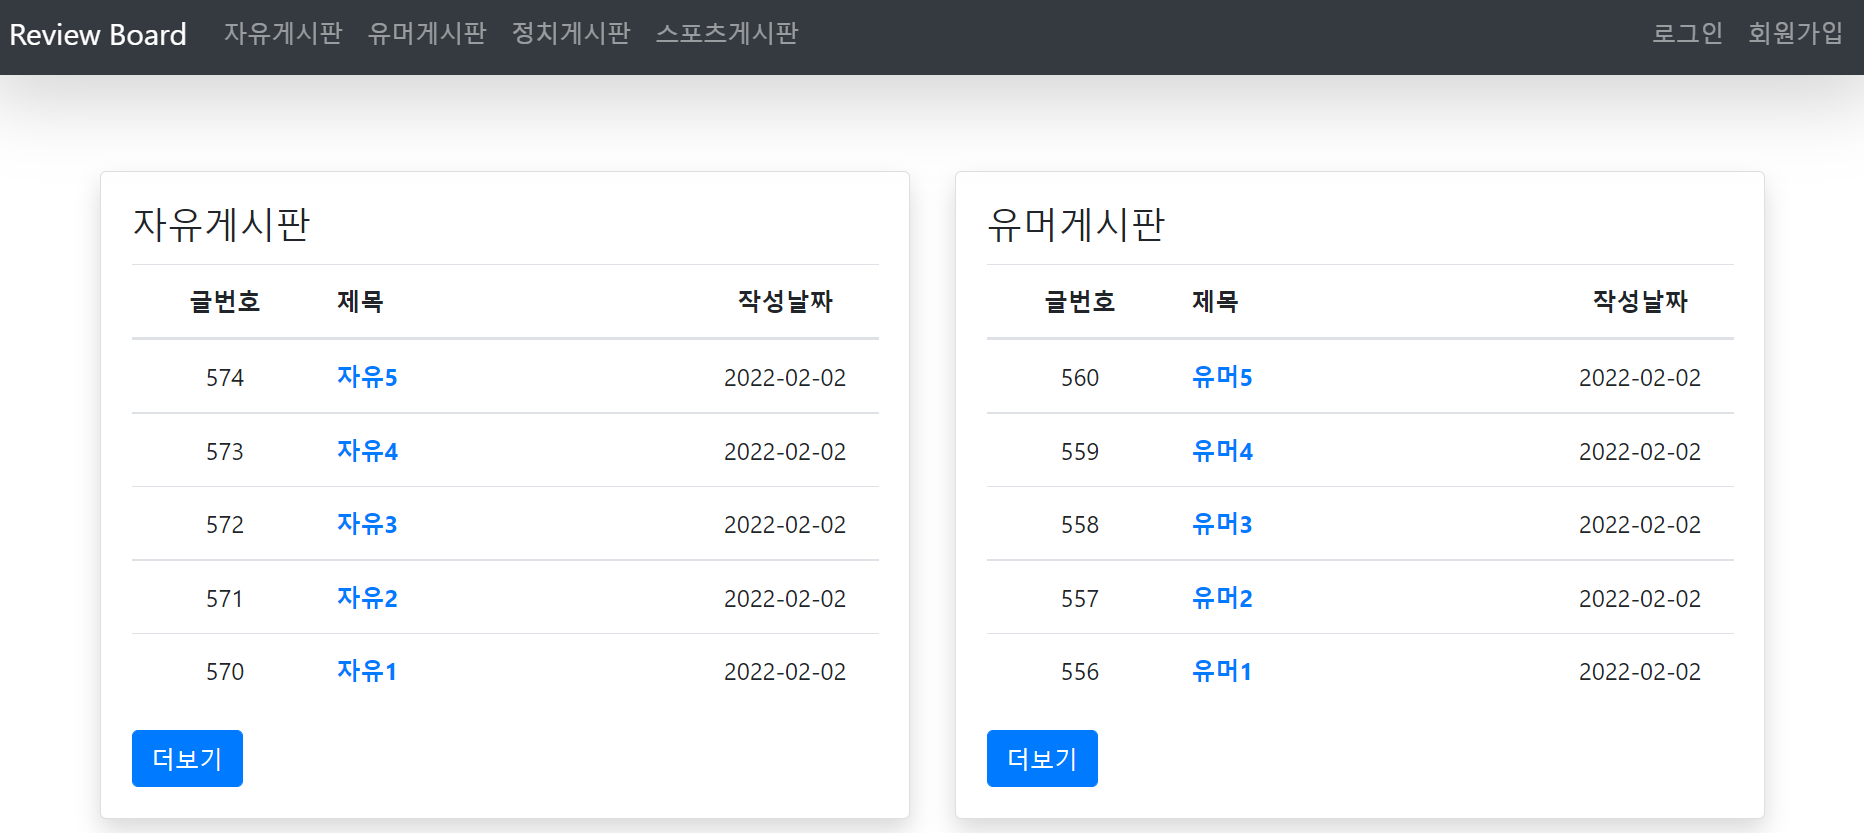 Review Board 자유게시판 유머게시판 정치게시판 스포츠게시판 로그인 회원가입
자유게시판
글번호 제목 작성날짜
574 자유5 2022-02-02
573 자유4 2022-02-02
572 자유3 2022-02-02
571 자유2 2022-02-02
570 자유1 2022-02-02
더보기
유머게시판
글번호 제목 작성날짜
560 유머5 2022-02-02
559 유머4 2022-02-02
558 유머3 2022-02-02
557 유머2 2022-02-02
556 유머1 2022-02-02
더보기